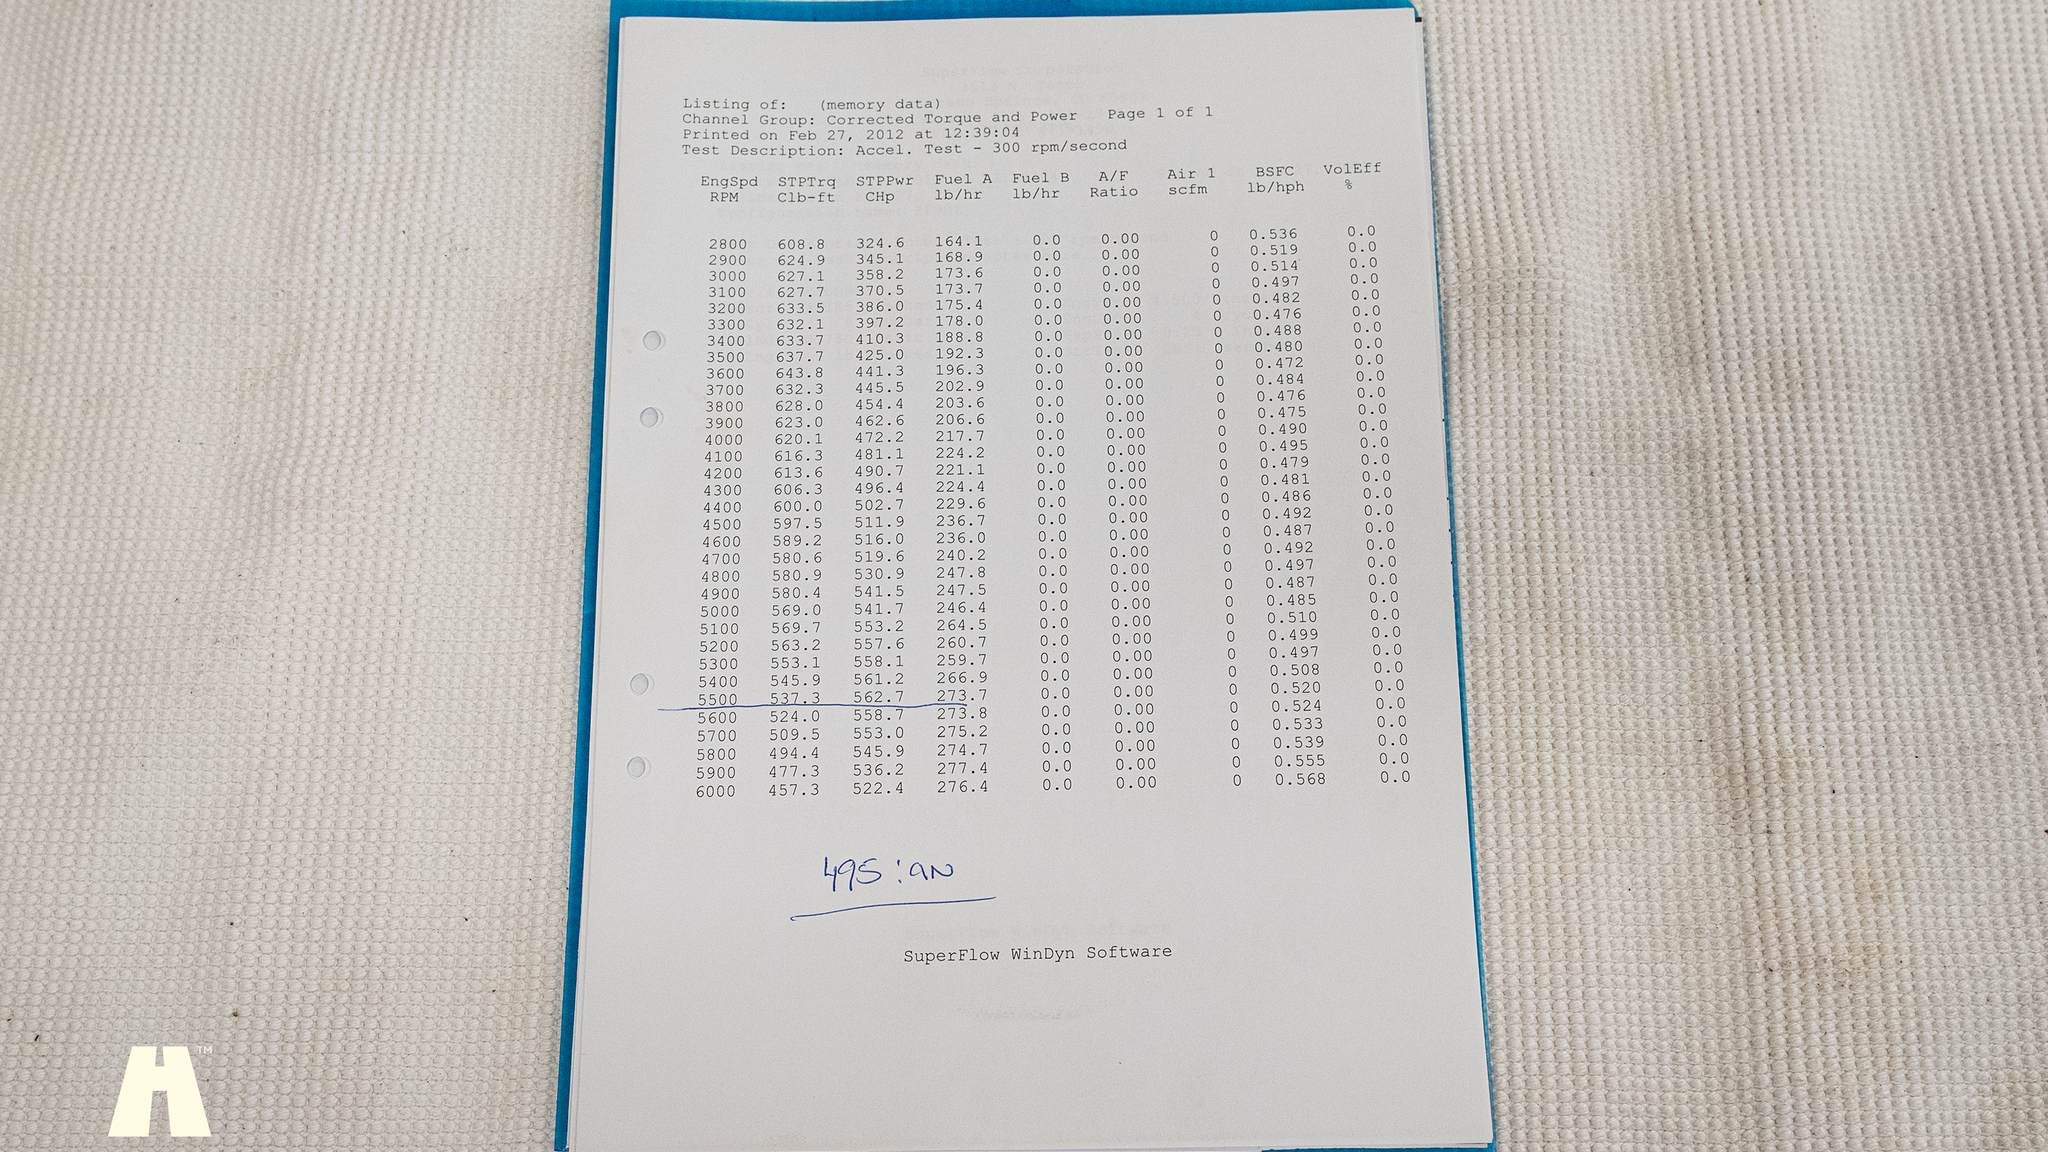 Listing of: (memory data)
Channel Group: Corrected Torque and Power Page 1 of 1
Printed on Feb 27, 2012 at 12:39:04
Test Description: Accel. Test - 300 rpm/second
EngSpd STPTrq STPPwr Fuel A Fuel B A/F Air 1 BSFC VolEff
RPM Clb-ft CHp lb/hr lb/hr Ratio scfm lb/hph %
2800 608.8 324.6 164.1 0.0 0.00 0 0.536 0.0
2900 624.9 345.1 168.9 0.0 0.00 0 0.519 0.0
3000 627.1 358.2 173.6 0.0 0.00 0 0.514 0.0
3100 627.7 370.5 173.7 0.0 0.00 0 0.497 0.0
3200 633.5 386.0 175.4 0.0 0.00 0 0.482 0.0
3300 632.1 397.2 178.0 0.0 0.00 0 0.476 0.0
3400 633.7 410.3 188.8 0.0 0.00 0 0.488 0.0
3500 637.7 425.0 192.3 0.0 0.00 0 0.480 0.0
3600 643.8 441.3 196.3 0.0 0.00 0 0.472 0.0
3700 632.3 445.5 202.9 0.0 0.00 0 0.484 0.0
3800 628.0 454.4 203.6 0.0 0.00 0 0.476 0.0
3900 623.0 462.6 206.6 0.0 0.00 0 0.475 0.0
4000 620.1 472.2 217.7 0.0 0.00 0 0.490 0.0
4100 616.3 481.1 224.2 0.0 0.00 0 0.495 0.0
4200 613.6 490.7 221.1 0.0 0.00 0 0.479 0.0
4300 606.3 496.4 224.4 0.0 0.00 0 0.481 0.0
4400 600.0 502.7 229.6 0.0 0.00 0 0.486 0.0
4500 597.5 511.9 236.7 0.0 0.00 0 0.492 0.0
4600 589.2 516.0 236.0 0.0 0.00 0 0.487 0.0
4700 580.6 519.6 240.2 0.0 0.00 0 0.492 0.0
4800 580.9 530.9 247.8 0.0 0.00 0 0.497 0.0
4900 580.4 541.5 247.5 0.0 0.00 0 0.487 0.0
5000 569.0 541.7 246.4 0.0 0.00 0 0.485 0.0
5100 569.7 553.2 264.5 0.0 0.00 0 0.510 0.0
5200 563.2 557.6 260.7 0.0 0.00 0 0.499 0.0
5300 553.1 558.1 259.7 0.0 0.00 0 0.497 0.0
5400 545.9 561.2 266.9 0.0 0.00 0 0.508 0.0
5500 537.3 562.7 273.7 0.0 0.00 0 0.520 0.0
5600 524.0 558.7 273.8 0.0 0.00 0 0.524 0.0
5700 509.5 553.0 275.2 0.0 0.00 0 0.533 0.0
5800 494.4 545.9 274.7 0.0 0.00 0 0.539 0.0
5900 477.3 536.2 277.4 0.0 0.00 0 0.555 0.0
6000 457.3 522.4 276.4 0.0 0.00 0 0.568 0.0
SuperFlow WinDyn Software
H™